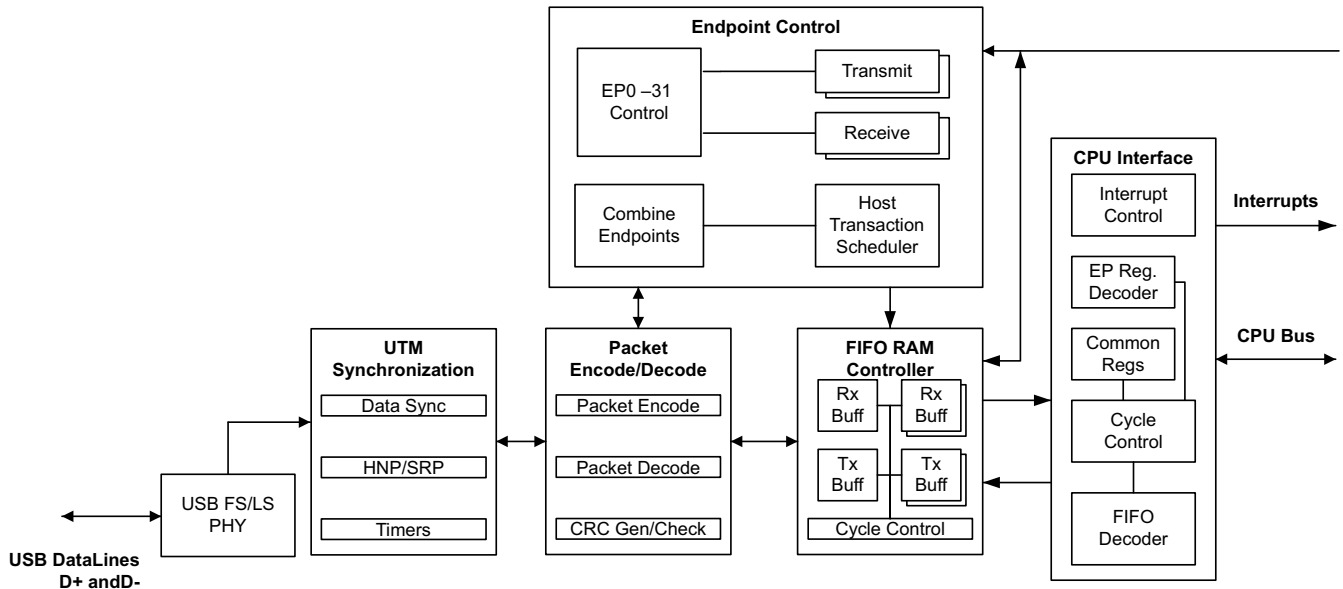 Endpoint Control
EP0 –31
Control
Transmit
Receive
Combine
Endpoints
Host
Transaction
Scheduler
CPU Interface
Interrupt
Control
Interrupts
EP Reg.
Decoder
Common
Regs
CPU Bus
Cycle
Control
FIFO
Decoder
UTM
Synchronization
Data Sync
HNP/SRP
Timers
Packet
Encode/Decode
Packet Encode
Packet Decode
CRC Gen/Check
FIFO RAM
Controller
Rx
Buff
Rx
Buff
Tx
Buff
Tx
Buff
Cycle Control
USB FS/LS
PHY
USB DataLines
D+ andD-